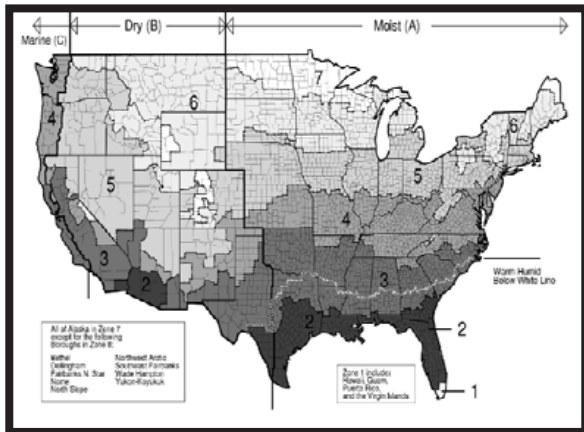 Dry (B)
Moist (A)
Marine (C)
7
6
6
4
5
5
4
3
3
2
2
2
1
Warm Humid
Below White Line
All of Alaska in Zone 7
except for the following
Boroughs in Zone 8:
Bethel
Northwest Arctic
Dellingham
Southeast Fairbanks
Fairbanks N. Star
Wade Hampton
Nome
Yukon-Koyukuk
North Slope
Zone 1 includes
Hawaii, Guam,
Puerto Rico,
and the Virgin Islands